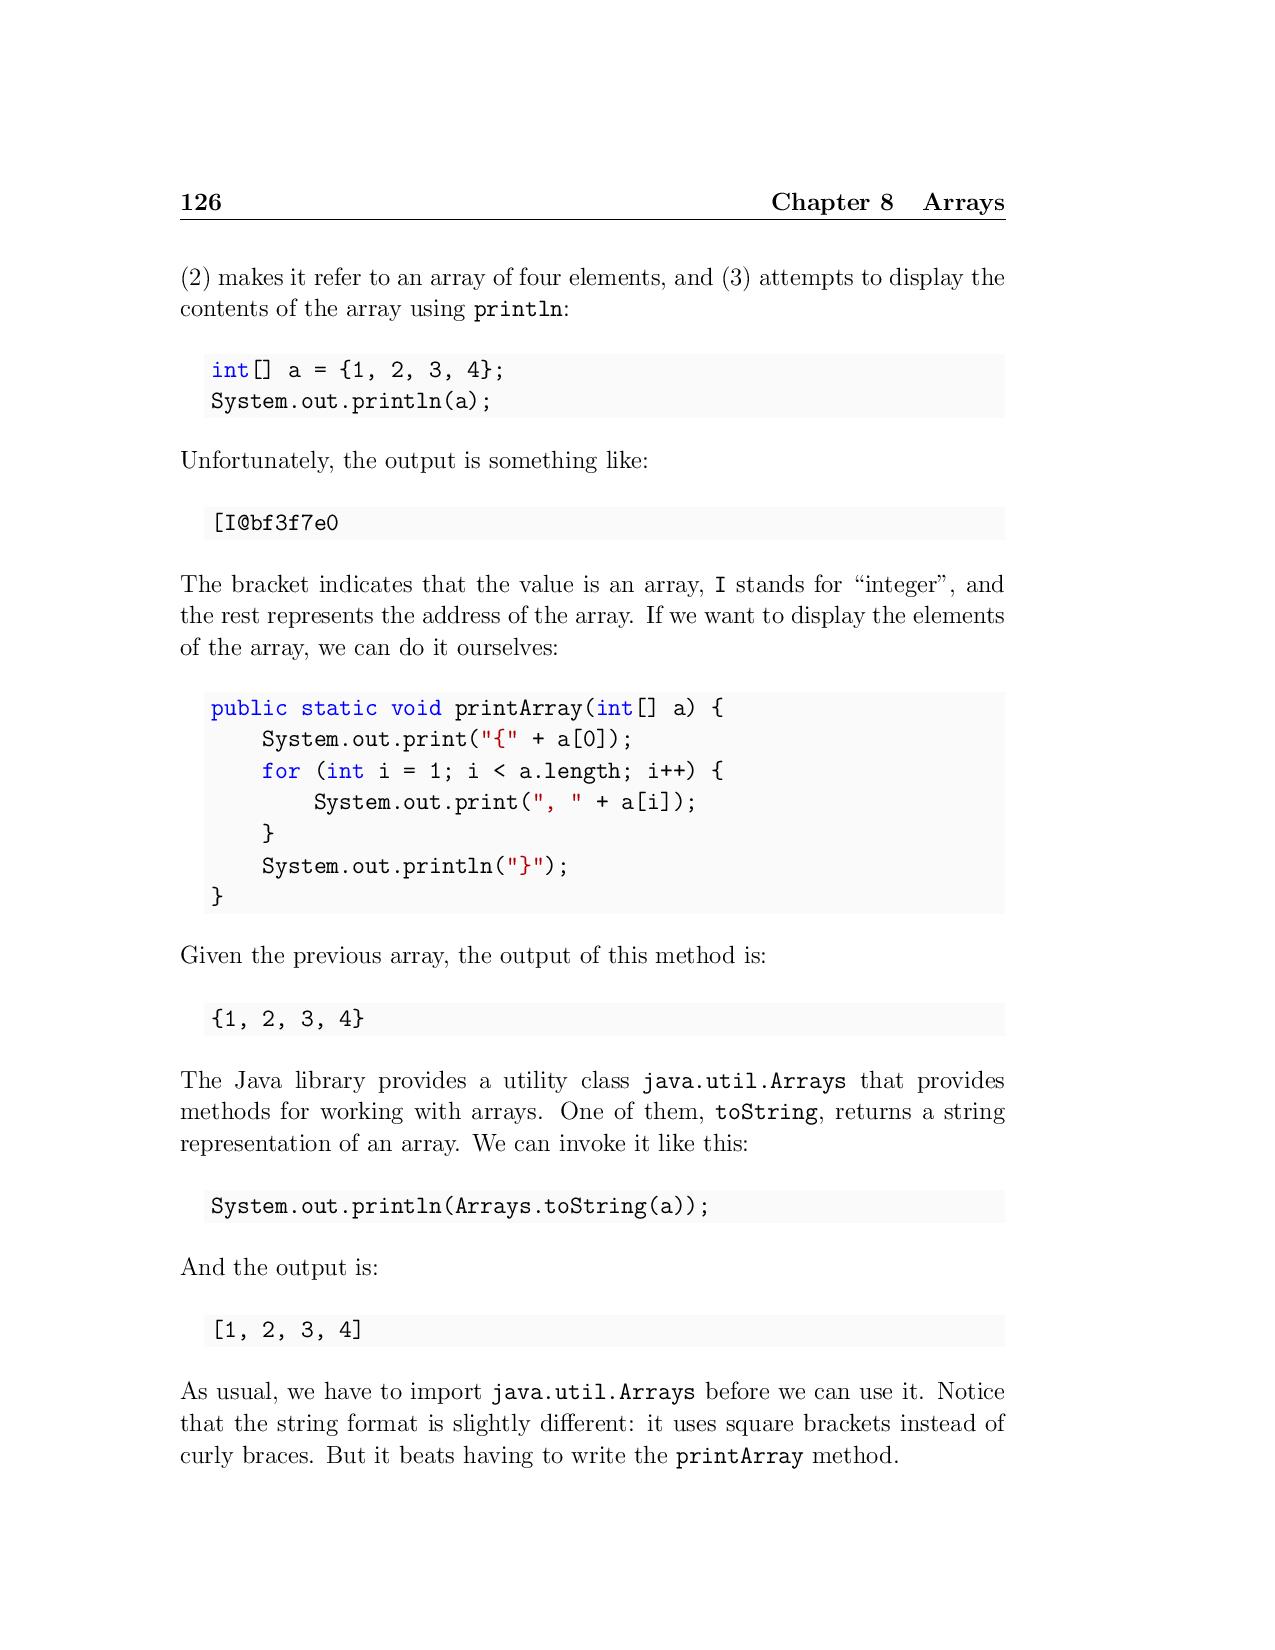 126 Chapter 8 Arrays
(2) makes it refer to an array of four elements, and (3) attempts to display the
contents of the array using println:
int[] a = {1, 2, 3, 4};
System.out.println(a);
Unfortunately, the output is something like:
[I@bf3f7e0
The bracket indicates that the value is an array, I stands for “integer”, and
the rest represents the address of the array. If we want to display the elements
of the array, we can do it ourselves:
public static void printArray(int[] a) {
    System.out.print("{" + a[0]);
    for (int i = 1; i < a.length; i++) {
        System.out.print(", " + a[i]);
    }
    System.out.println("}");
}
Given the previous array, the output of this method is:
{1, 2, 3, 4}
The Java library provides a utility class java.util.Arrays that provides
methods for working with arrays. One of them, toString, returns a string
representation of an array. We can invoke it like this:
System.out.println(Arrays.toString(a));
And the output is:
[1, 2, 3, 4]
As usual, we have to import java.util.Arrays before we can use it. Notice
that the string format is slightly different: it uses square brackets instead of
curly braces. But it beats having to write the printArray method.